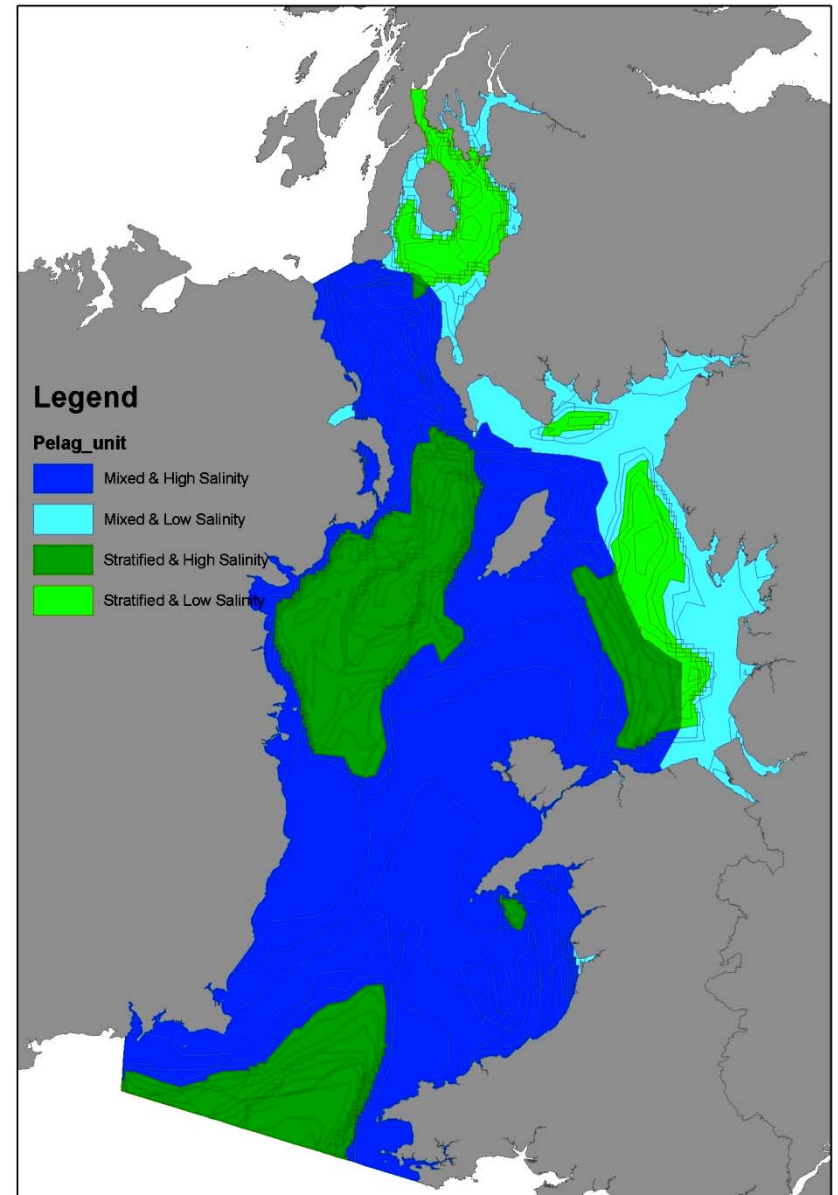 Legend
Pelag_unit
Mixed & High Salinity
Mixed & Low Salinity
Stratified & High Salinity
Stratified & Low Salinity